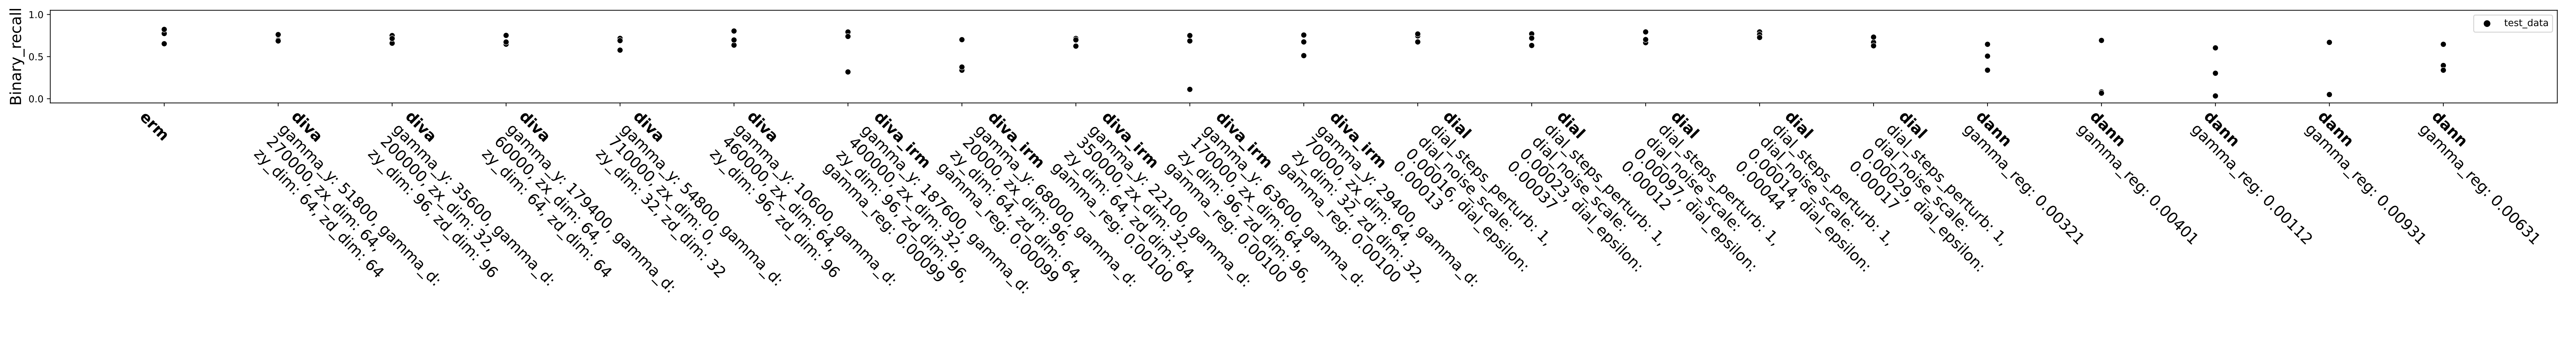 Binary_recall
1.0
0.5
0.0
test_data
erm
diva
gamma_y: 51800, gamma_d:
270000, zx_dim: 64,
zy_dim: 64, zd_dim: 64
diva
gamma_y: 35600, gamma_d:
200000, zx_dim: 32,
zy_dim: 96, zd_dim: 96
diva
gamma_y: 179400, gamma_d:
600000, zx_dim: 64,
zy_dim: 64, zd_dim: 64
diva
gamma_y: 54800, gamma_d:
710000, zx_dim: 0,
zy_dim: 32, zd_dim: 32
diva
gamma_y: 10600, gamma_d:
460000, zx_dim: 64,
zy_dim: 96, zd_dim: 96
diva_irm
gamma_y: 187600, gamma_d:
40000, zx_dim: 32,
zy_dim: 96, zd_dim: 96,
gamma_reg: 0.00099
diva_irm
gamma_y: 68000, gamma_d:
20000, zx_dim: 96,
zy_dim: 64, zd_dim: 64,
gamma_reg: 0.00099
diva_irm
gamma_y: 22100, gamma_d:
350000, zx_dim: 32,
zy_dim: 64, zd_dim: 64,
gamma_reg: 0.00100
diva_irm
gamma_y: 63600, gamma_d:
170000, zx_dim: 64,
zy_dim: 96, zd_dim: 96,
gamma_reg: 0.00100
diva_irm
gamma_y: 29400, gamma_d:
70000, zx_dim: 64,
zy_dim: 32, zd_dim: 32,
gamma_reg: 0.00100
dial
dial_steps_perturb: 1,
dial_noise_scale:
0.00016, dial_epsilon:
0.00013
dial
dial_steps_perturb: 1,
dial_noise_scale:
0.00023, dial_epsilon:
0.00037
dial
dial_steps_perturb: 1,
dial_noise_scale:
0.00097, dial_epsilon:
0.00012
dial
dial_steps_perturb: 1,
dial_noise_scale:
0.00014, dial_epsilon:
0.00044
dial
dial_steps_perturb: 1,
dial_noise_scale:
0.00029, dial_epsilon:
0.00017
dann
gamma_reg: 0.00321
dann
gamma_reg: 0.00401
dann
gamma_reg: 0.00112
dann
gamma_reg: 0.00931
dann
gamma_reg: 0.00631